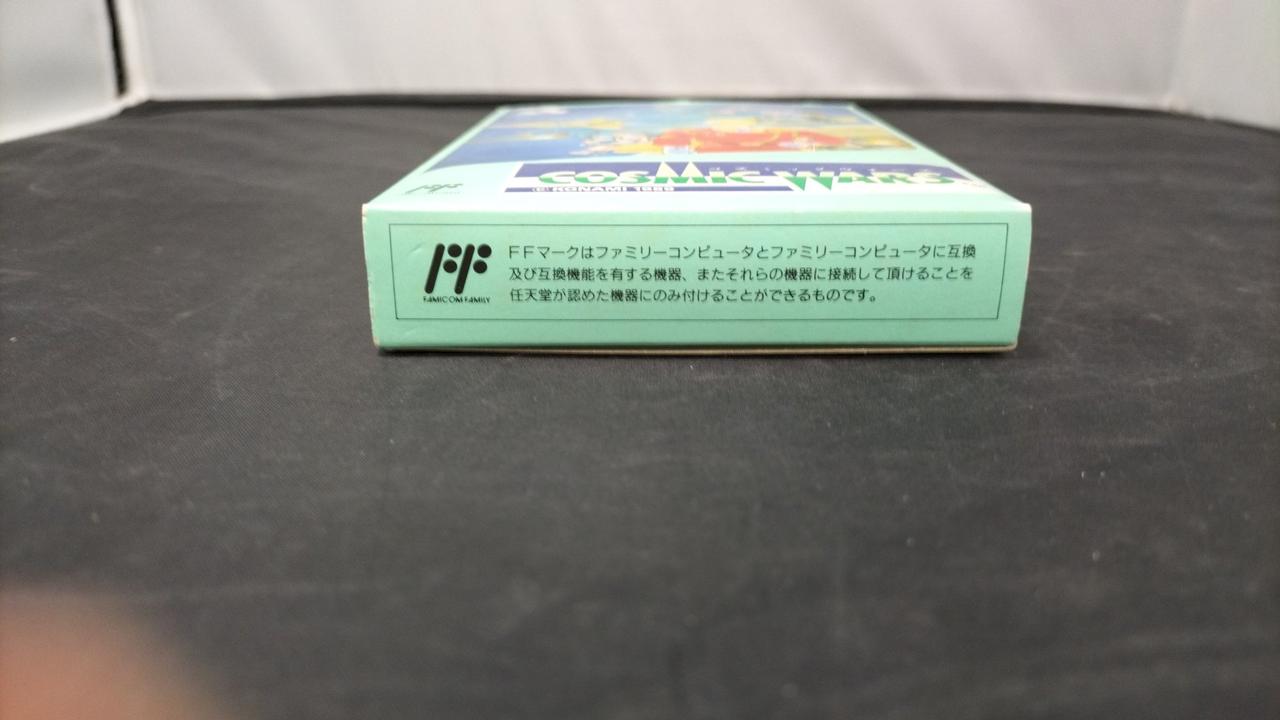 COSMIC WARS
© KONAMI 1989
FF
FAMICOM FAMILY
FFマークはファミリーコンピュータとファミリーコンピュータに互換
及び互換機能を有する機器、またそれらの機器に接続して頂けることを
任天堂が認めた機器にのみ付けることができるものです。